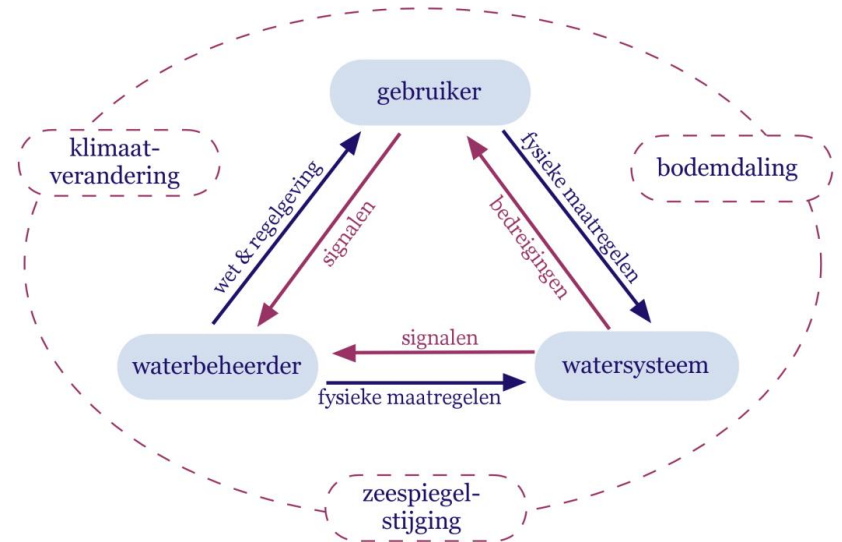 gebruiker
klimaat-
verandering
bodemdaling
wet & regelgeving
signalen
fysieke maatregelen
bedreigingen
waterbeheerder
signalen
fysieke maatregelen
watersysteem
zeespiegel-
stijging